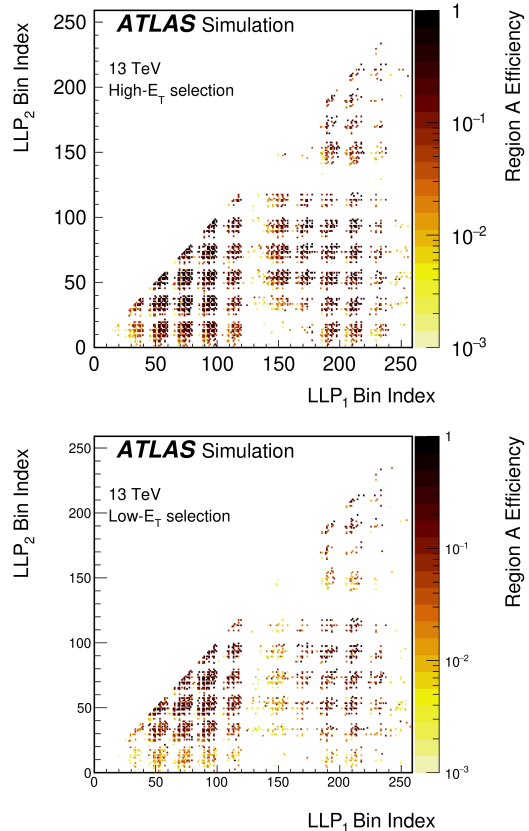 ATLAS Simulation
13 TeV
High-E_T selection
LLP_2 Bin Index
250
200
150
100
50
0
0 50 100 150 200 250
LLP_1 Bin Index
1
10^−1
10^−2
10^−3
Region A Efficiency
ATLAS Simulation
13 TeV
Low-E_T selection
LLP_2 Bin Index
250
200
150
100
50
0
0 50 100 150 200 250
LLP_1 Bin Index
1
10^−1
10^−2
10^−3
Region A Efficiency